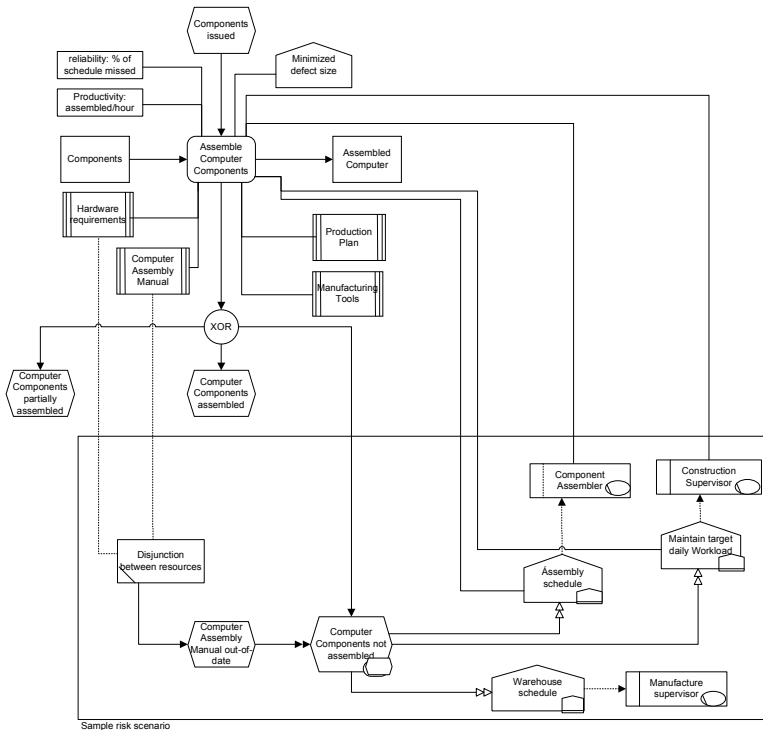 Components
issued
reliability: % of
schedule missed
Minimized
defect size
Productivity:
assembled/hour
Components
Assemble
Computer
Components
Assembled
Computer
Hardware
requirements
Production
Plan
Computer
Assembly
Manual
Manufacturing
Tools
XOR
Computer
Components
partially
assembled
Computer
Components
assembled
Component
Assembler
Construction
Supervisor
Maintain target
daily Workload
Disjunction
between resources
Assembly
schedule
Computer
Assembly
Manual out-of-
date
Computer
Components not
assembled
Warehouse
schedule
Manufacture
supervisor
Sample risk scenario